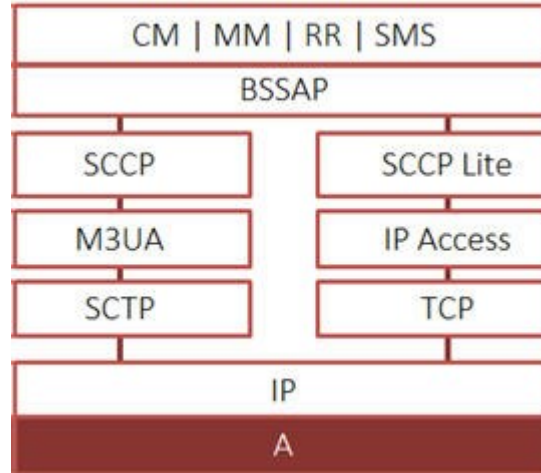 CM | MM | RR | SMS
BSSAP
SCCP
SCCP Lite
M3UA
IP Access
SCTP
TCP
IP
A